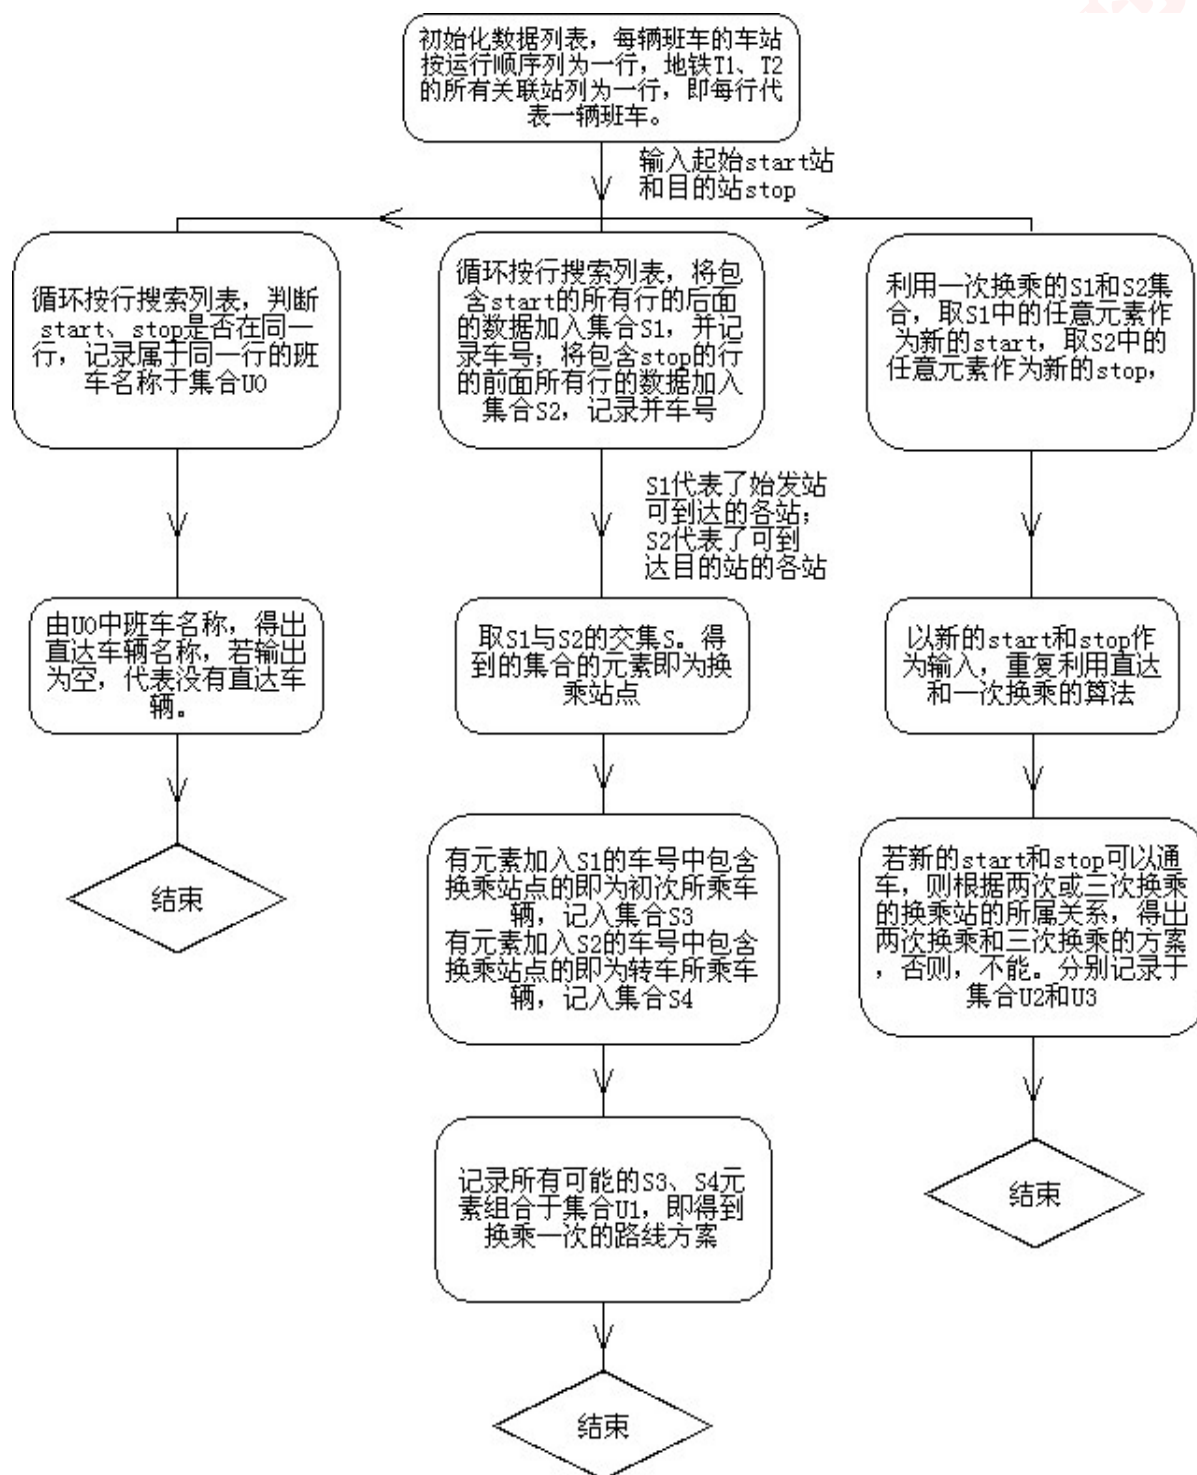 初始化数据列表，每辆班车的车站
按运行顺序列为一行，地铁T1、T2
的所有关联站列为一行，即每行代
表一辆班车。
输入起始start站
和目的站stop
循环按行搜索列表，判断
start、stop是否在同一
行，记录属于同一行的班
车名称于集合U0
由U0中班车名称，得出
直达车辆名称，若输出
为空，代表没有直达车
辆。
结束
循环按行搜索列表，将包
含start的所有行的后面
的数据加入集合S1，并记
录车号；将包含stop的行
的前面所有行的数据加入
集合S2，记录并车号
S1代表了始发站
可到达的各站；
S2代表了可到
达目的站的各站
取S1与S2的交集S。得
到的集合的元素即为换
乘站点
有元素加入S1的车号中包含
换乘站点的即为初次所乘车
辆，记入集合S3
有元素加入S2的车号中包含
换乘站点的即为转车所乘车
辆，记入集合S4
记录所有可能的S3、S4元
素组合于集合U1，即得到
换乘一次的路线方案
结束
利用一次换乘的S1和S2集
合，取S1中的任意元素作
为新的start，取S2中的
任意元素作为新的stop，
以新的start和stop作
为输入，重复利用直达
和一次换乘的算法
若新的start和stop可以通
车，则根据两次或三次换乘
的换乘站的所属关系，得出
两次换乘和三次换乘的方案
，否则，不能。分别记录于
集合U2和U3
结束